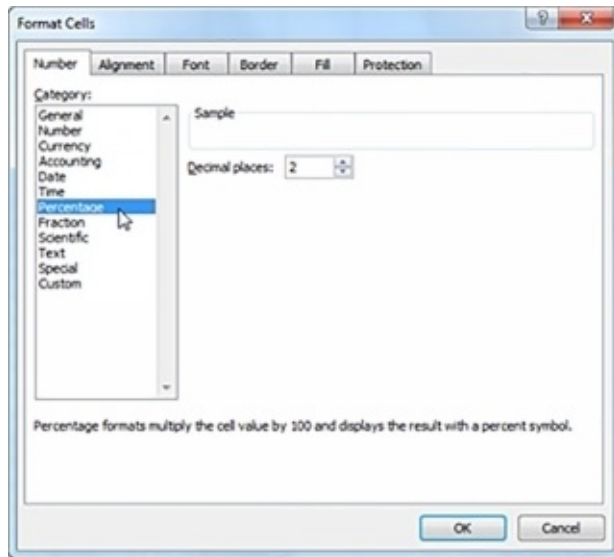 Format Cells
Number Alignment Font Border Fill Protection
Category:
General
Number
Currency
Accounting
Date
Time
Percentage
Fraction
Scientific
Text
Special
Custom
Sample
Decimal places: 2
Percentage formats multiply the cell value by 100 and displays the result with a percent symbol.
OK Cancel